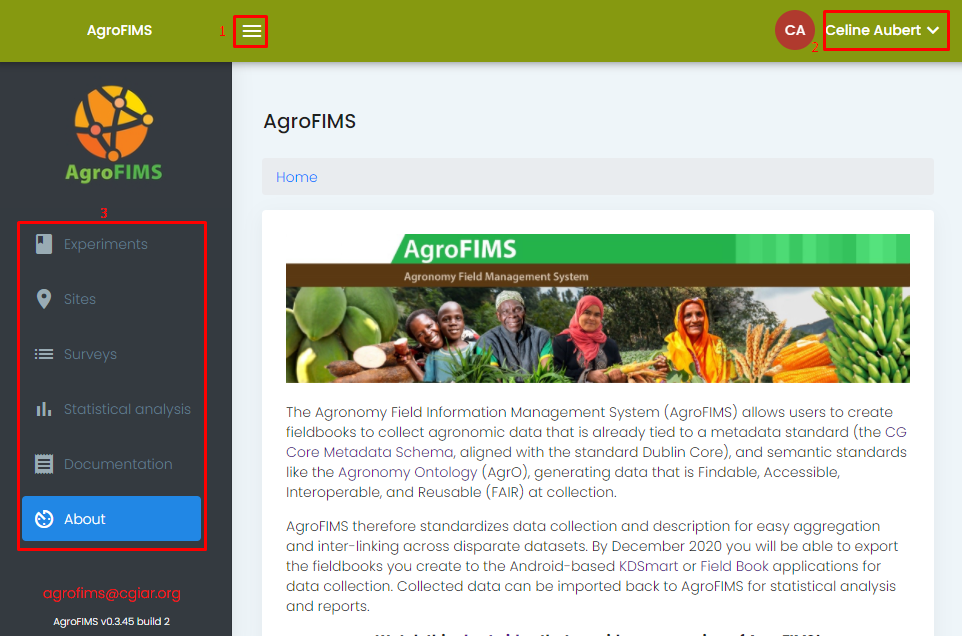 AgroFIMS
1
CA
2
Celine Aubert
AgroFIMS
3
Experiments
Sites
Surveys
Statistical analysis
Documentation
About
agrofims@cgiar.org
AgroFIMS v0.3.45 build 2
AgroFIMS
Home
AgroFIMS
Agronomy Field Management System
The Agronomy Field Information Management System (AgroFIMS) allows users to create
fieldbooks to collect agronomic data that is already tied to a metadata standard (the CG
Core Metadata Schema, aligned with the standard Dublin Core), and semantic standards
like the Agronomy Ontology (AgrO), generating data that is Findable, Accessible,
Interoperable, and Reusable (FAIR) at collection.
AgroFIMS therefore standardizes data collection and description for easy aggregation
and inter-linking across disparate datasets. By December 2020 you will be able to export
the fieldbooks you create to the Android-based KDSmart or Field Book applications for
data collection. Collected data can be imported back to AgroFIMS for statistical analysis
and reports.